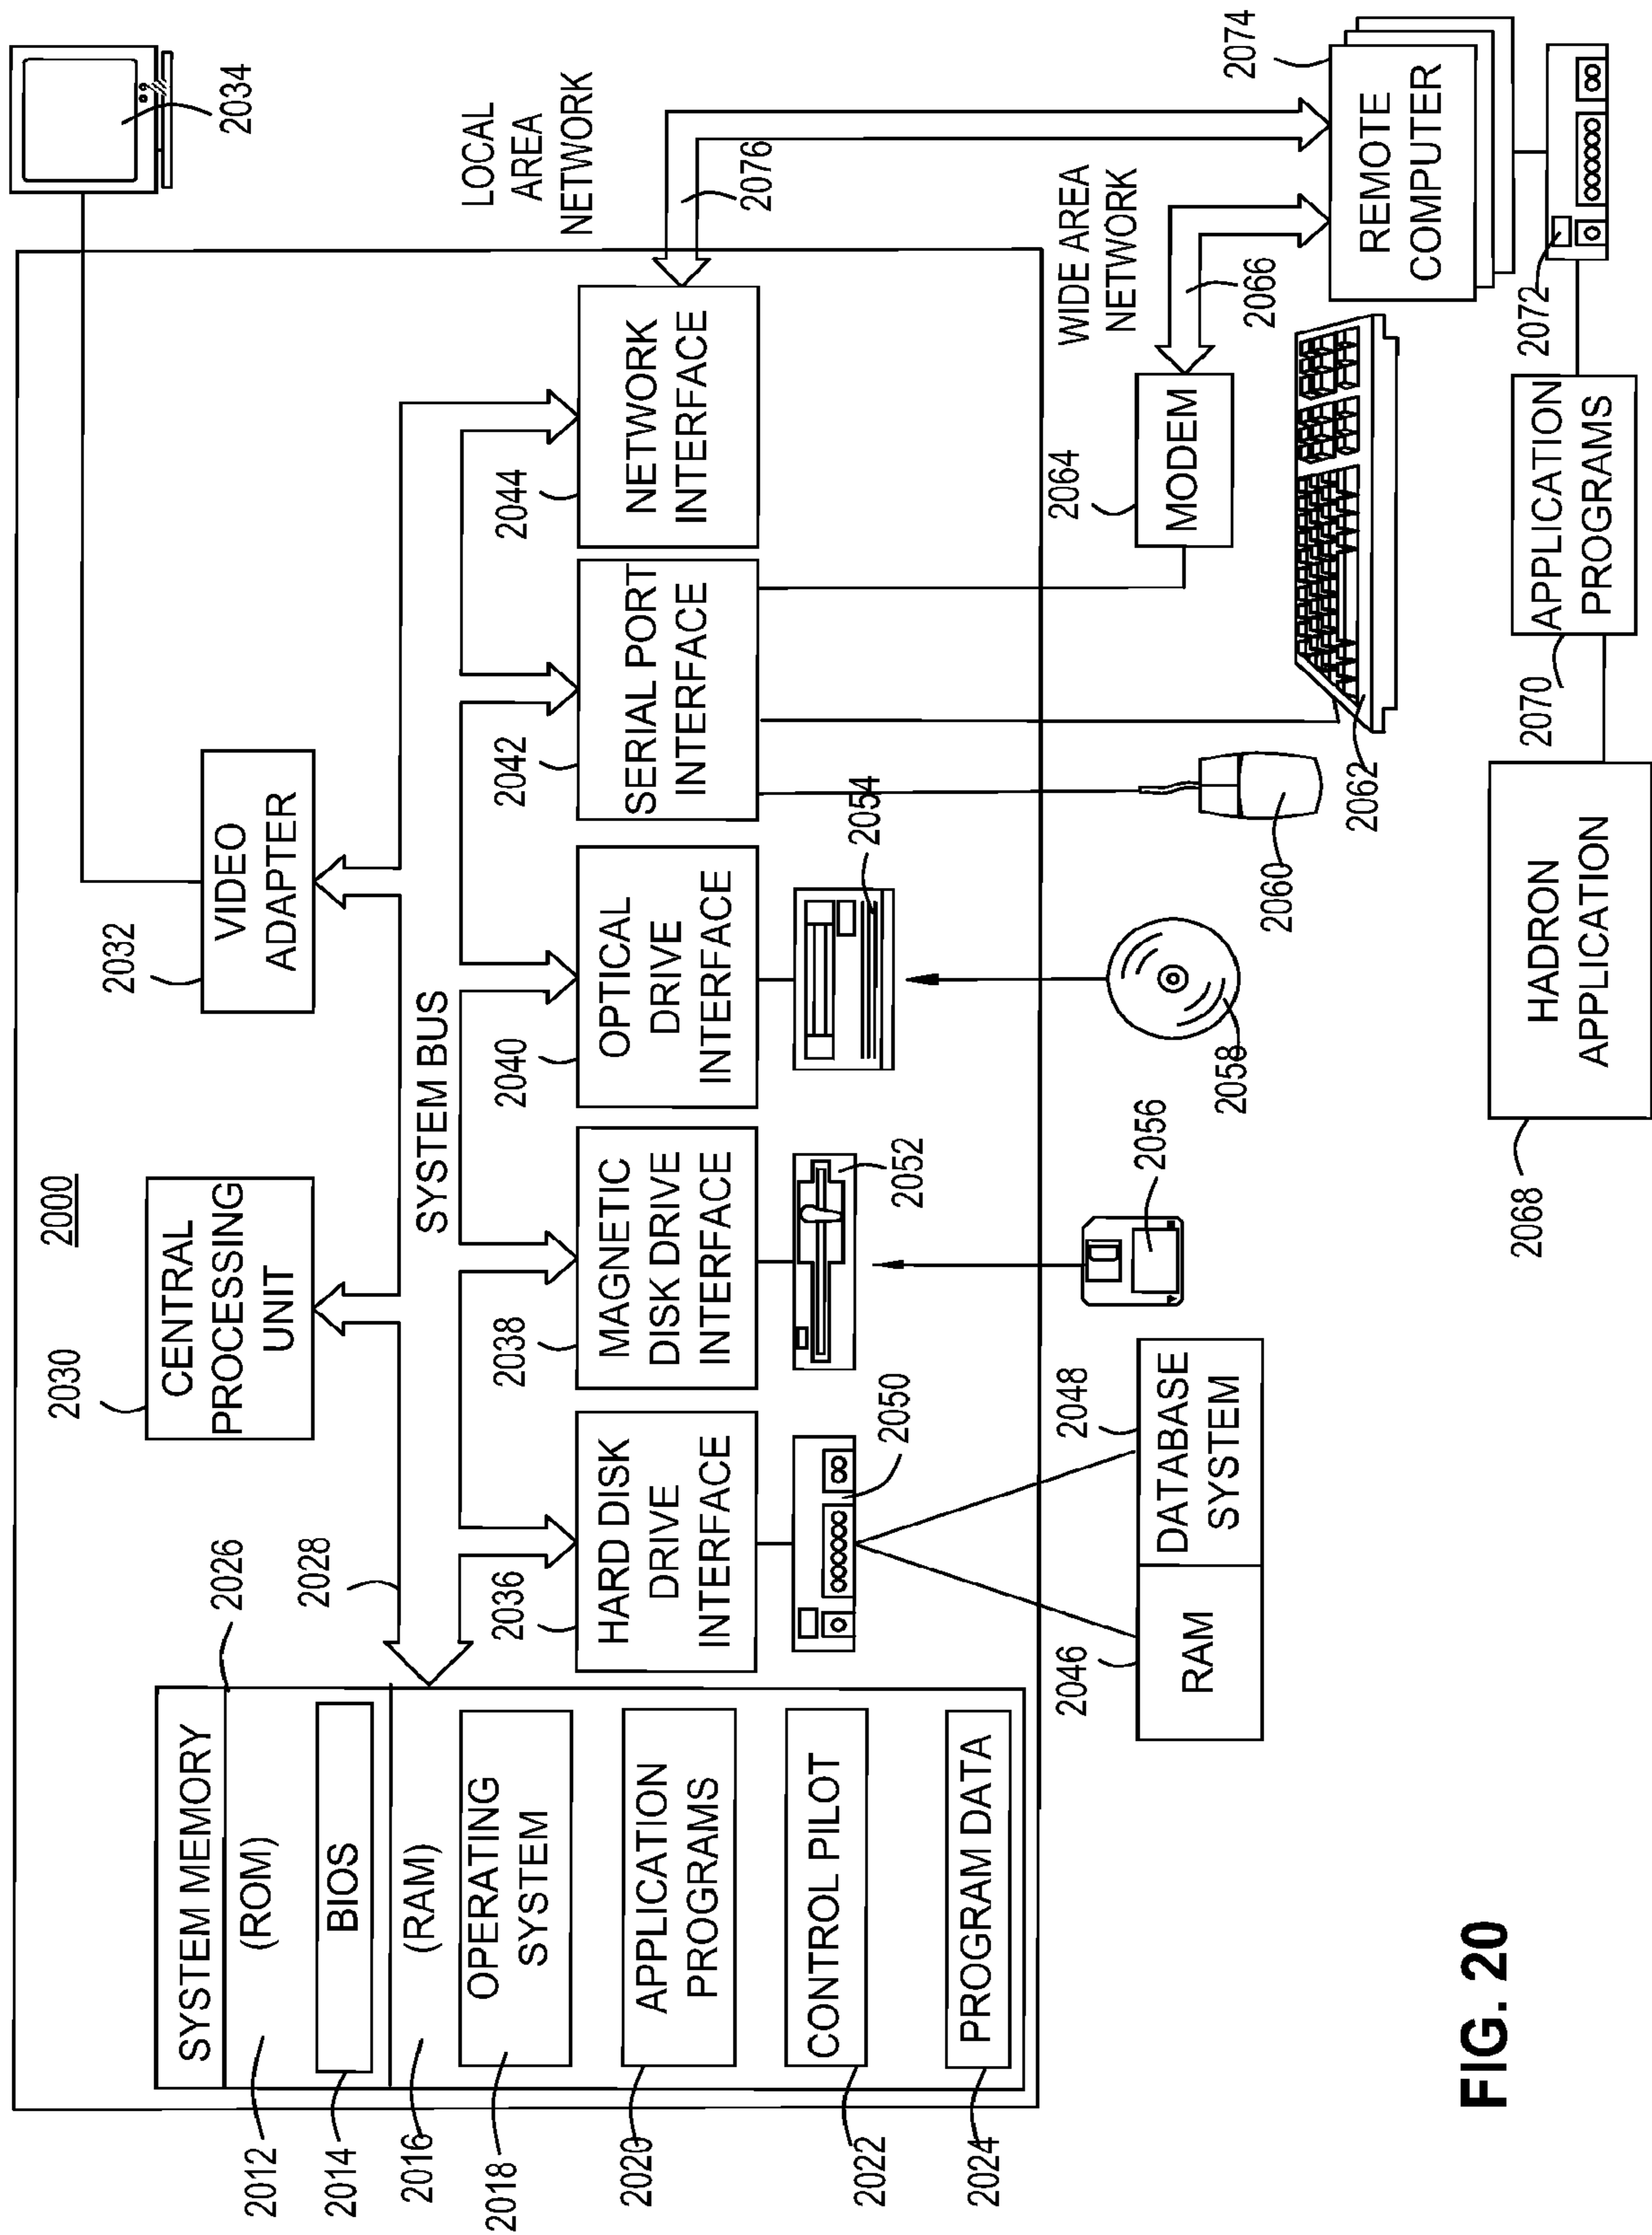 2000
2030
CENTRAL
PROCESSING
UNIT
2032
VIDEO
ADAPTER
2034
2026
2028
SYSTEM BUS
SYSTEM MEMORY
2012
(ROM)
2014
BIOS
2016
(RAM)
2018
OPERATING
SYSTEM
2020
APPLICATION
PROGRAMS
2022
CONTROL PILOT
2024
PROGRAM DATA
2036
HARD DISK
DRIVE
INTERFACE
2038
MAGNETIC
DISK DRIVE
INTERFACE
2040
OPTICAL
DRIVE
INTERFACE
2042
SERIAL PORT
INTERFACE
2044
NETWORK
INTERFACE
LOCAL
AREA
NETWORK
2076
2050
2052
2054
2046
RAM
2048
DATABASE
SYSTEM
2056
2058
2060
2062
2064
MODEM
WIDE AREA
NETWORK
2066
2074
REMOTE
COMPUTER
2072
2070
APPLICATION
PROGRAMS
2068
HADRON
APPLICATION
FIG. 20